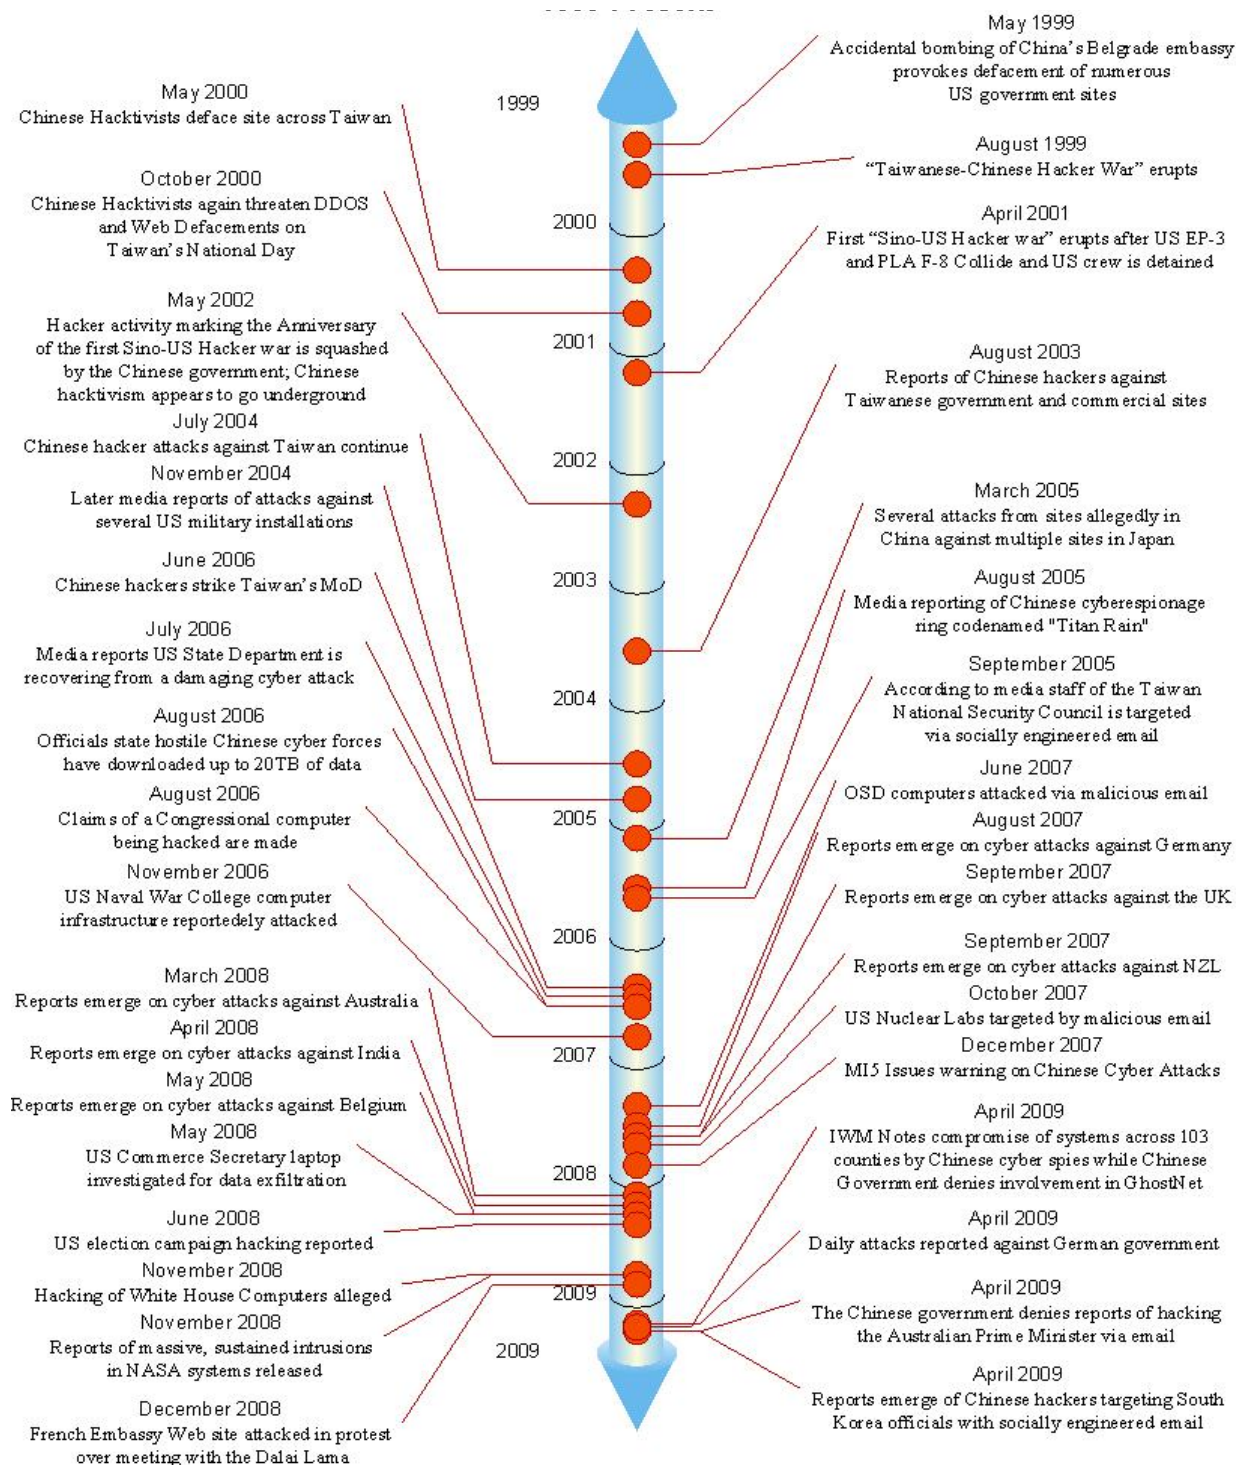 May 1999
Accidental bombing of China's Belgrade embassy
provokes defacement of numerous
US government sites
August 1999
"Taiwanese-Chinese Hacker War" erupts
April 2001
First "Sino-US Hacker war" erupts after US EP-3
and PLA F-8 Collide and US crew is detained
August 2003
Reports of Chinese hackers against
Taiwanese government and commercial sites
March 2005
Several attacks from sites allegedly in
China against multiple sites in Japan
August 2005
Media reporting of Chinese cyberespionage
ring codenamed "Titan Rain"
September 2005
According to media staff of the Taiwan
National Security Council is targeted
via socially engineered email
June 2007
OSD computers attacked via malicious email
August 2007
Reports emerge on cyber attacks against Germany
September 2007
Reports emerge on cyber attacks against the UK
September 2007
Reports emerge on cyber attacks against NZL
October 2007
US Nuclear Labs targeted by malicious email
December 2007
MI5 Issues warning on Chinese Cyber Attacks
April 2009
IWM Notes compromise of systems across 103
counties by Chinese cyber spies while Chinese
Government denies involvement in GhostNet
April 2009
Daily attacks reported against German government
April 2009
The Chinese government denies reports of hacking
the Australian Prime Minister via email
April 2009
Reports emerge of Chinese hackers targeting South
Korea officials with socially engineered email
1999
2000
2001
2002
2003
2004
2005
2006
2007
2008
2009
2009
May 2000
Chinese Hacktivists deface site across Taiwan
October 2000
Chinese Hacktivists again threaten DDOS
and Web Defacements on
Taiwan's National Day
May 2002
Hacker activity marking the Anniversary
of the first Sino-US Hacker war is squashed
by the Chinese government; Chinese
hacktivism appears to go underground
July 2004
Chinese hacker attacks against Taiwan continue
November 2004
Later media reports of attacks against
several US military installations
June 2006
Chinese hackers strike Taiwan's MoD
July 2006
Media reports US State Department is
recovering from a damaging cyber attack
August 2006
Officials state hostile Chinese cyber forces
have downloaded up to 20TB of data
August 2006
Claims of a Congressional computer
being hacked are made
November 2006
US Naval War College computer
infrastructure reportedely attacked
March 2008
Reports emerge on cyber attacks against Australia
April 2008
Reports emerge on cyber attacks against India
May 2008
Reports emerge on cyber attacks against Belgium
May 2008
US Commerce Secretary laptop
investigated for data exfiltration
June 2008
US election campaign hacking reported
November 2008
Hacking of White House Computers alleged
November 2008
Reports of massive, sustained intrusions
in NASA systems released
December 2008
French Embassy Web site attacked in protest
over meeting with the Dalai Lama